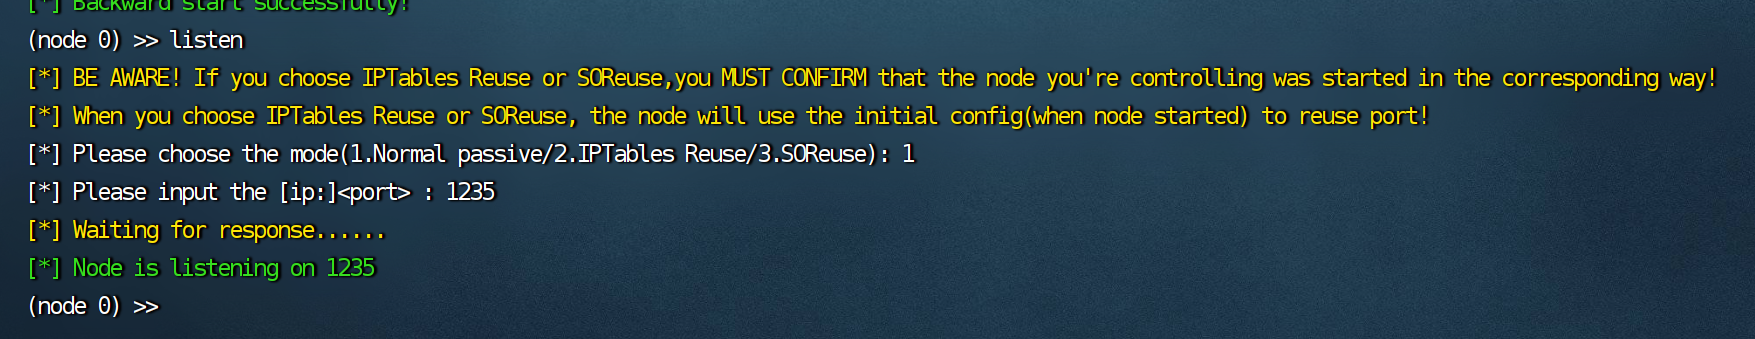 [*] Backward start successfully!
(node 0) >> listen
[*] BE AWARE! If you choose IPTables Reuse or SOReuse,you MUST CONFIRM that the node you're controlling was started in the corresponding way!
[*] When you choose IPTables Reuse or SOReuse, the node will use the initial config(when node started) to reuse port!
[*] Please choose the mode(1.Normal passive/2.IPTables Reuse/3.SOReuse): 1
[*] Please input the [ip:]<port> : 1235
[*] Waiting for response......
[*] Node is listening on 1235
(node 0) >>